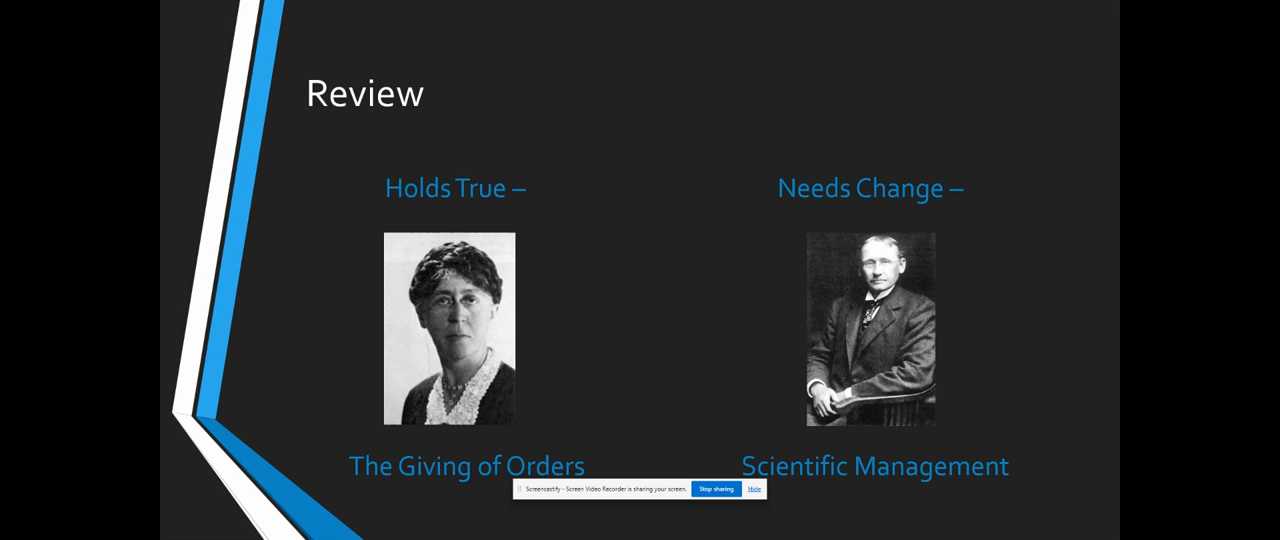 Review
Holds True –
Needs Change –
The Giving of Orders
Scientific Management
Screencastify - Screen Video Recorder is sharing your screen.
Stop sharing
Hide